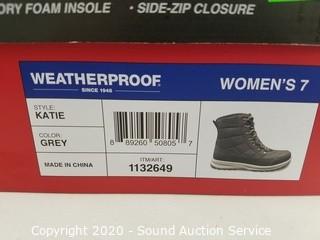 ORY FOAM INSOLE • SIDE-ZIP CLOSURE
WEATHERPROOF®
SINCE 1948
WOMEN'S 7
STYLE:
KATIE
COLOR:
GREY
MADE IN CHINA
8 89260 50805 7
ITM/ART:
1132649
Copyright © 2020 - Sound Auction Service